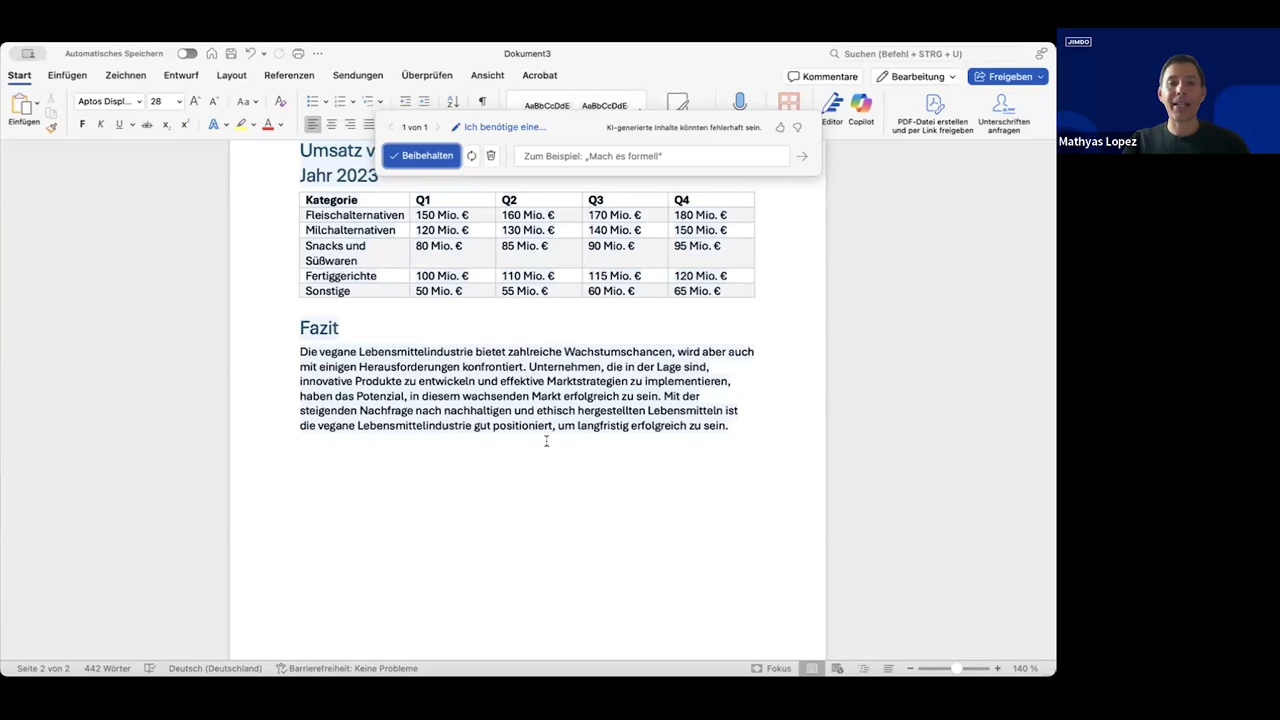 Automatisches Speichern
Dokument3
Suchen (Befehl + STRG + U)
Start Einfügen Zeichnen Entwurf Layout Referenzen Sendungen Überprüfen Ansicht Acrobat
Kommentare Bearbeitung Freigeben
Einfügen
Aptos Displ... 28
Aa
AaBbCcDdE AaBbCcDdE
F K U ab x x A A
Editor Copilot
PDF-Datei erstellen und per Link freigeben
Unterschriften anfragen
1 von 1 Ich benötige eine... KI-generierte Inhalte könnten fehlerhaft sein.
Beibehalten Zum Beispiel: „Mach es formell“
Umsatz v
Jahr 2023
Kategorie Q1 Q2 Q3 Q4
Fleischalternativen 150 Mio. € 160 Mio. € 170 Mio. € 180 Mio. €
Milchalternativen 120 Mio. € 130 Mio. € 140 Mio. € 150 Mio. €
Snacks und Süßwaren 80 Mio. € 85 Mio. € 90 Mio. € 95 Mio. €
Fertiggerichte 100 Mio. € 110 Mio. € 115 Mio. € 120 Mio. €
Sonstige 50 Mio. € 55 Mio. € 60 Mio. € 65 Mio. €
Fazit
Die vegane Lebensmittelindustrie bietet zahlreiche Wachstumschancen, wird aber auch
mit einigen Herausforderungen konfrontiert. Unternehmen, die in der Lage sind,
innovative Produkte zu entwickeln und effektive Marktstrategien zu implementieren,
haben das Potenzial, in diesem wachsenden Markt erfolgreich zu sein. Mit der
steigenden Nachfrage nach nachhaltigen und ethisch hergestellten Lebensmitteln ist
die vegane Lebensmittelindustrie gut positioniert, um langfristig erfolgreich zu sein.
Seite 2 von 2 442 Wörter Deutsch (Deutschland) Barrierefreiheit: Keine Probleme Fokus 140 %
JIMDO
Mathyas Lopez